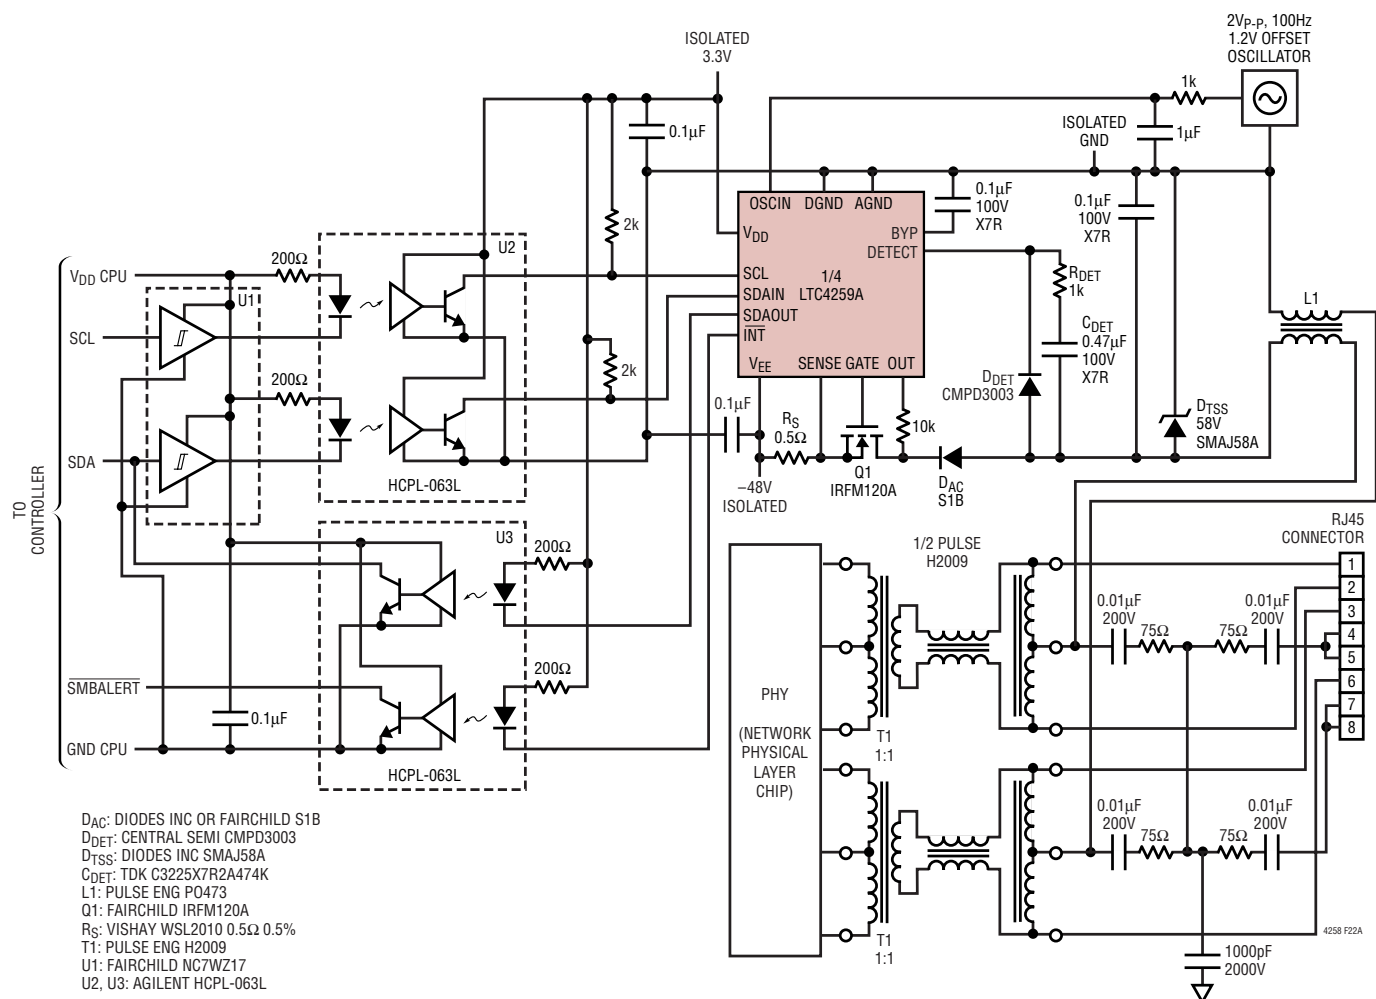 2VP-P, 100Hz
1.2V OFFSET
OSCILLATOR
ISOLATED
3.3V
1k
0.1µF
ISOLATED
GND
1µF
OSCIN DGND AGND
VDD
BYP
DETECT
SCL
1/4
LTC4259A
SDAIN
SDAOUT
INT
VEE
SENSE GATE OUT
0.1µF
100V
X7R
0.1µF
100V
X7R
2k
RDET
1k
CDET
0.47µF
100V
X7R
L1
DDET
CMPD3003
DTSS
58V
SMAJ58A
VDD CPU
200Ω
U1
U2
SCL
200Ω
2k
0.1µF
RS
0.5Ω
10k
SDA
Q1
IRFM120A
DAC
S1B
–48V
ISOLATED
HCPL-063L
TO
CONTROLLER
U3
200Ω
1/2 PULSE
H2009
RJ45
CONNECTOR
1
2
3
4
5
6
7
8
0.01µF
200V
75Ω
75Ω
0.01µF
200V
200Ω
SMBALERT
0.1µF
GND CPU
HCPL-063L
PHY
(NETWORK
PHYSICAL
LAYER
CHIP)
T1
1:1
0.01µF
200V
75Ω
75Ω
0.01µF
200V
T1
1:1
1000pF
2000V
4258 F22A
DAC: DIODES INC OR FAIRCHILD S1B
DDET: CENTRAL SEMI CMPD3003
DTSS: DIODES INC SMAJ58A
CDET: TDK C3225X7R2A474K
L1: PULSE ENG PO473
Q1: FAIRCHILD IRFM120A
RS: VISHAY WSL2010 0.5Ω 0.5%
T1: PULSE ENG H2009
U1: FAIRCHILD NC7WZ17
U2, U3: AGILENT HCPL-063L